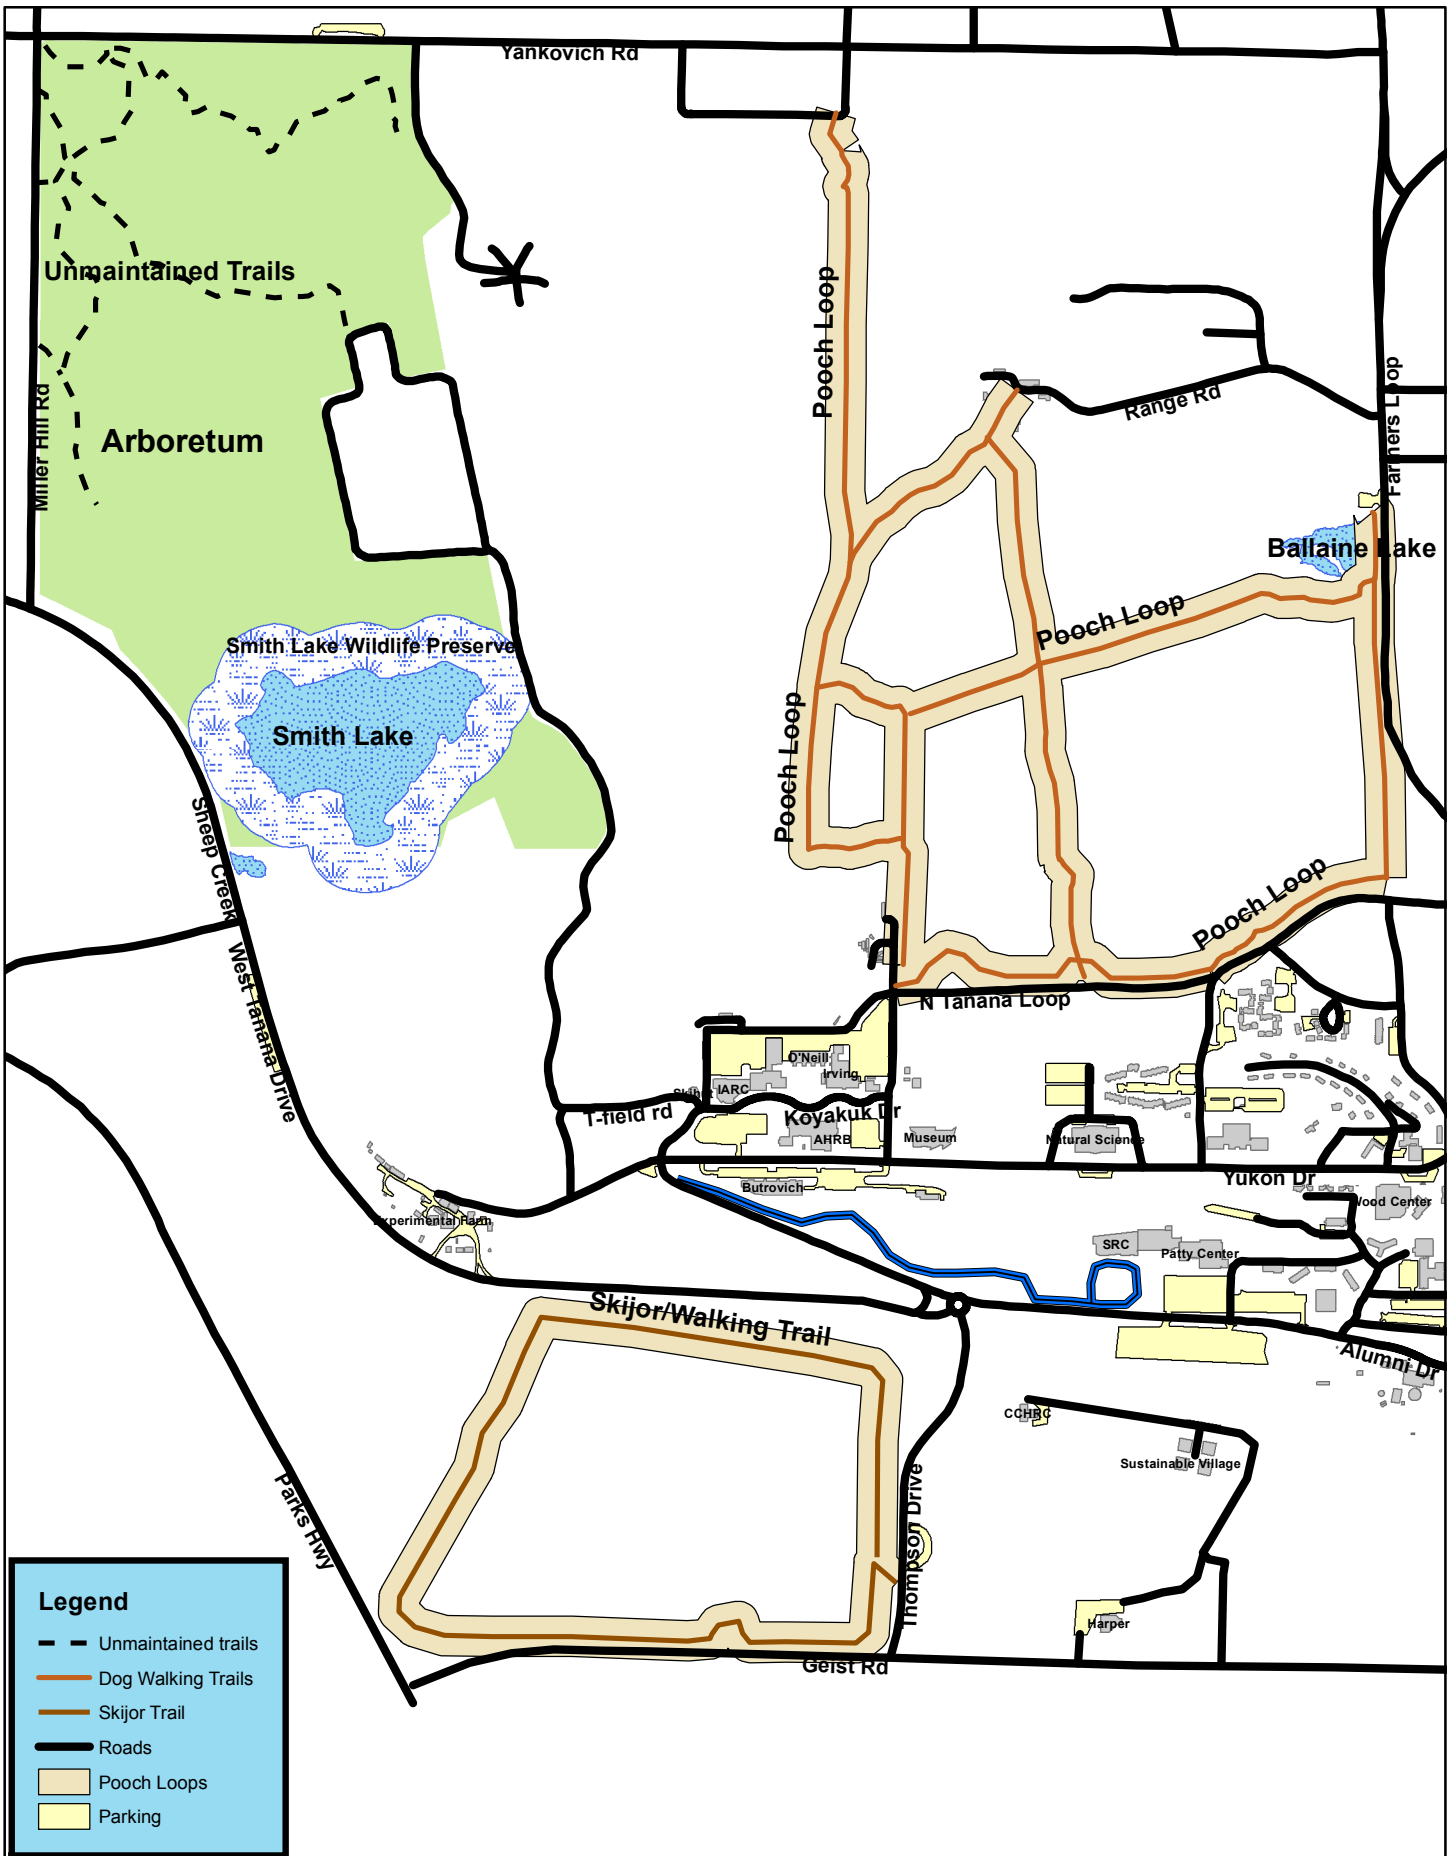 Yankovich Rd
Unmaintained Trails
Pooch Loop
Miller Hill Rd
Arboretum
Range Rd
Farmers Loop
Ballaine Lake
Pooch Loop
Smith Lake Wildlife Preserve
Smith Lake
Pooch Loop
Sheep Creek
Pooch Loop
West Tanana Drive
N Tanana Loop
O'Neill
Irving
IARC
T-field rd
Koyakuk Dr
AHRB
Museum
Natural Science
Yukon Dr
Butrovich
Wood Center
Experimental Farm
SRC
Patty Center
Skijor/Walking Trail
Alumni Dr
CCHRC
Sustainable Village
Parks Hwy
Thompson Drive
Harper
Geist Rd
Legend
Unmaintained trails
Dog Walking Trails
Skijor Trail
Roads
Pooch Loops
Parking